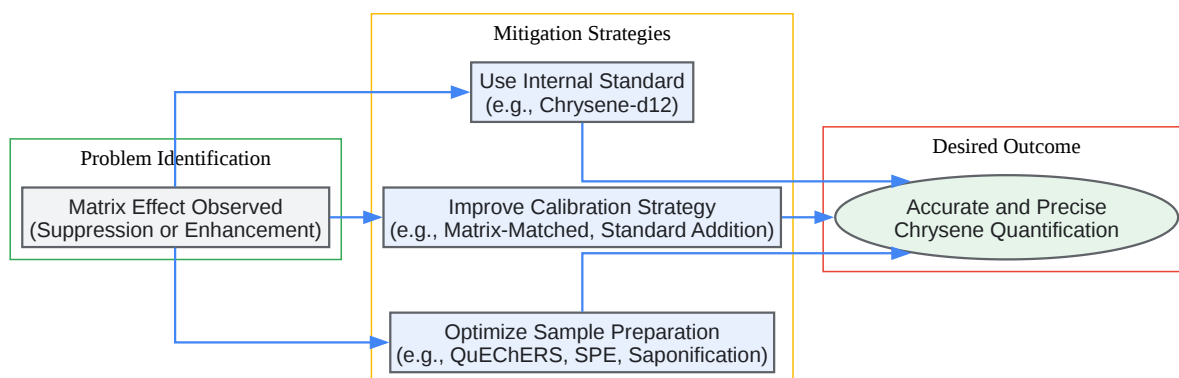 Mitigation Strategies
Use Internal Standard
(e.g., Chrysene-d12)
Problem Identification
Desired Outcome
Matrix Effect Observed
(Suppression or Enhancement)
Improve Calibration Strategy
(e.g., Matrix-Matched, Standard Addition)
Accurate and Precise
Chrysene Quantification
Optimize Sample Preparation
(e.g., QuEChERS, SPE, Saponification)